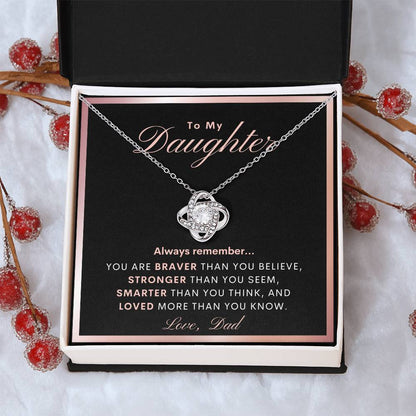 To My
Daughter
Always remember...
YOU ARE BRAVER THAN YOU BELIEVE,
STRONGER THAN YOU SEEM,
SMARTER THAN YOU THINK, AND
LOVED MORE THAN YOU KNOW.
Love, Dad